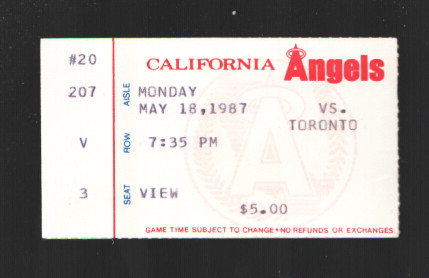 #20
CALIFORNIA Angels
207 AISLE MONDAY
MAY 18,1987 VS.
TORONTO
V ROW 7:35 PM
3 SEAT VIEW
$5.00
GAME TIME SUBJECT TO CHANGE • NO REFUNDS OR EXCHANGES